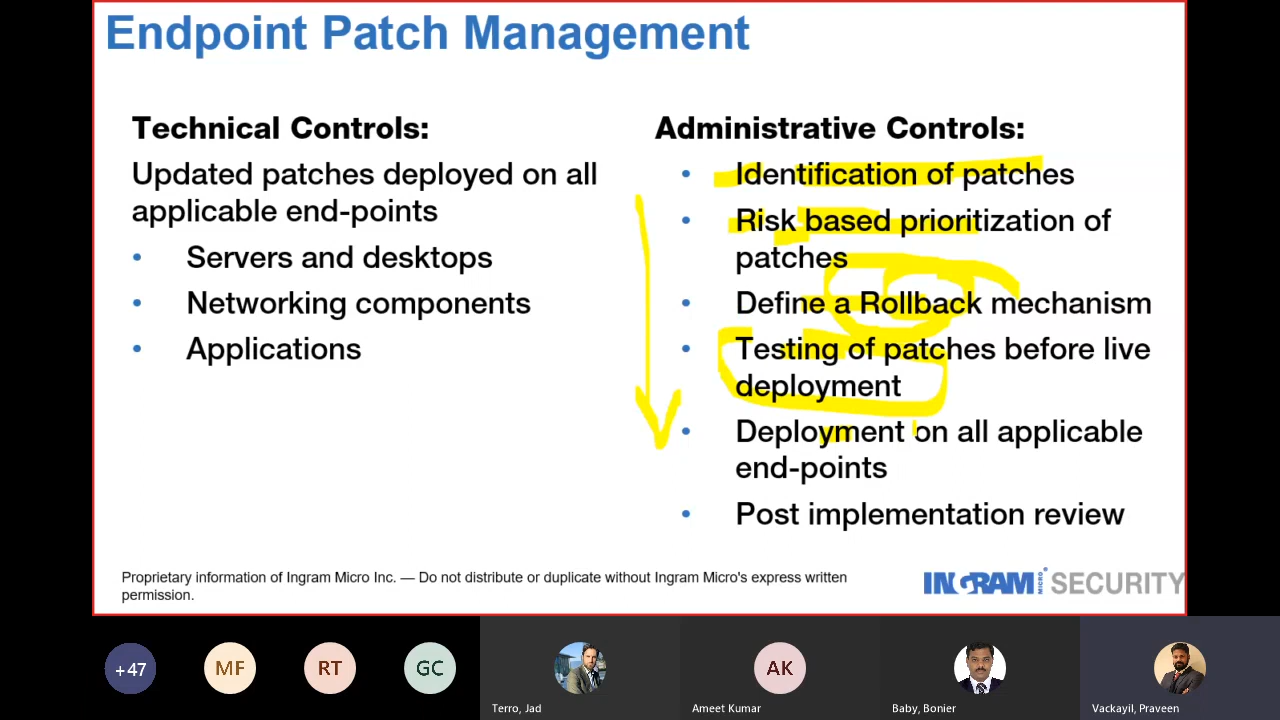 Endpoint Patch Management
Technical Controls:
Updated patches deployed on all
applicable end-points
• Servers and desktops
• Networking components
• Applications
Administrative Controls:
• Identification of patches
• Risk based prioritization of
patches
• Define a Rollback mechanism
• Testing of patches before live
deployment
• Deployment on all applicable
end-points
• Post implementation review
Proprietary information of Ingram Micro Inc. — Do not distribute or duplicate without Ingram Micro's express written
permission.
INGRAM MICRO SECURITY
+47
MF
RT
GC
AK
Terro, Jad
Ameet Kumar
Baby, Bonier
Vackayil, Praveen